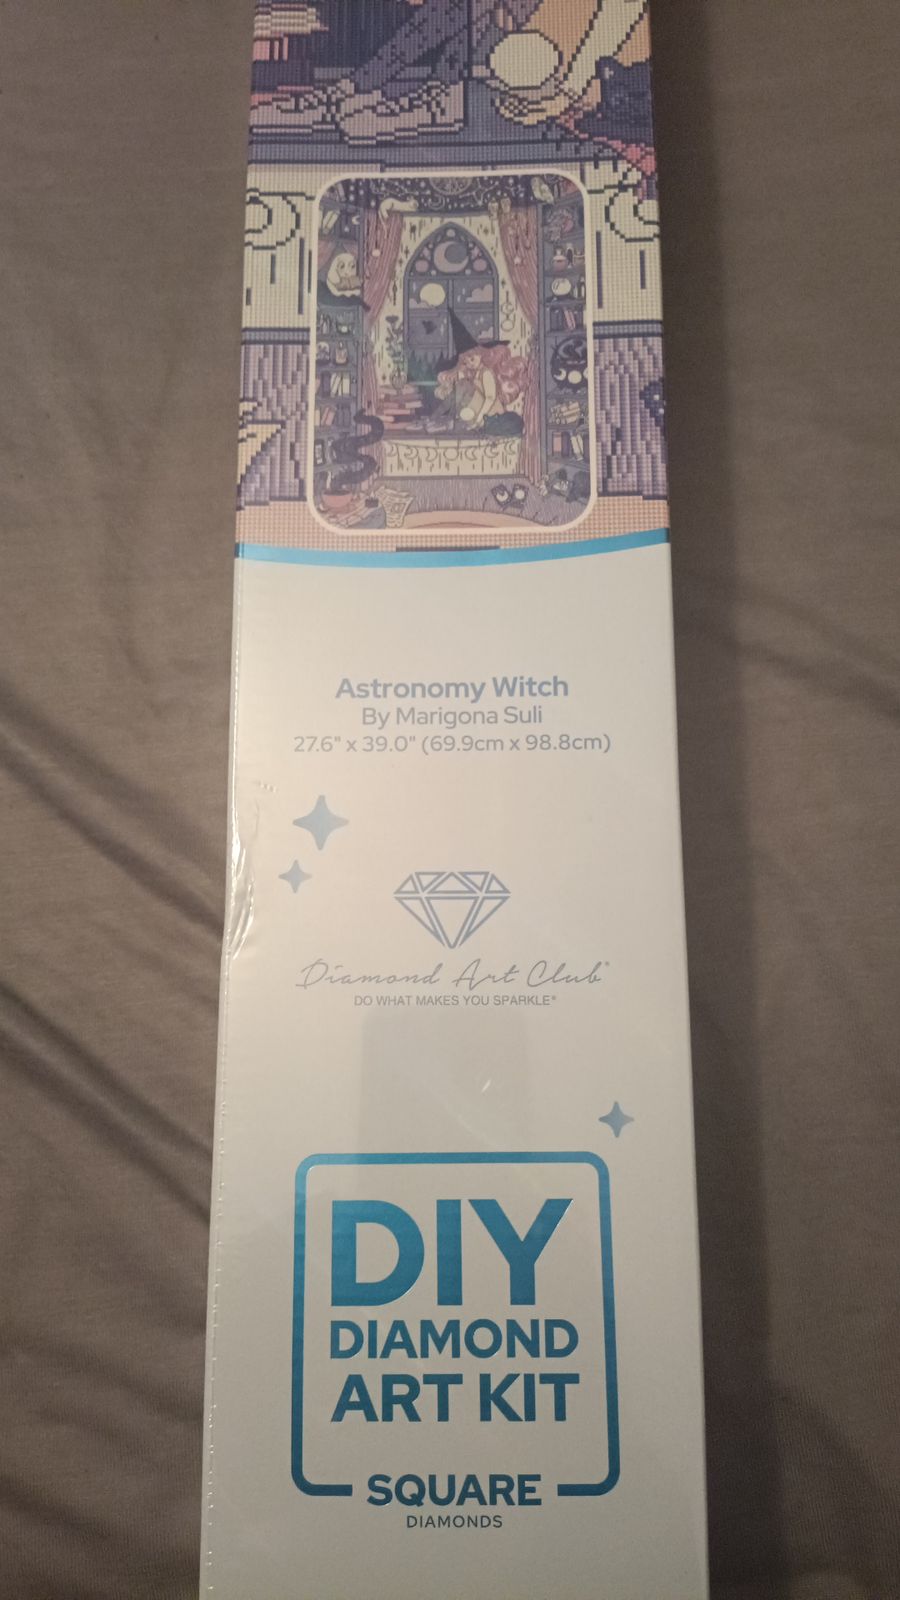 Astronomy Witch
By Marigona Suli
27.6" x 39.0" (69.9cm x 98.8cm)
Diamond Art Club®
DO WHAT MAKES YOU SPARKLE®
DIY
DIAMOND
ART KIT
SQUARE
DIAMONDS